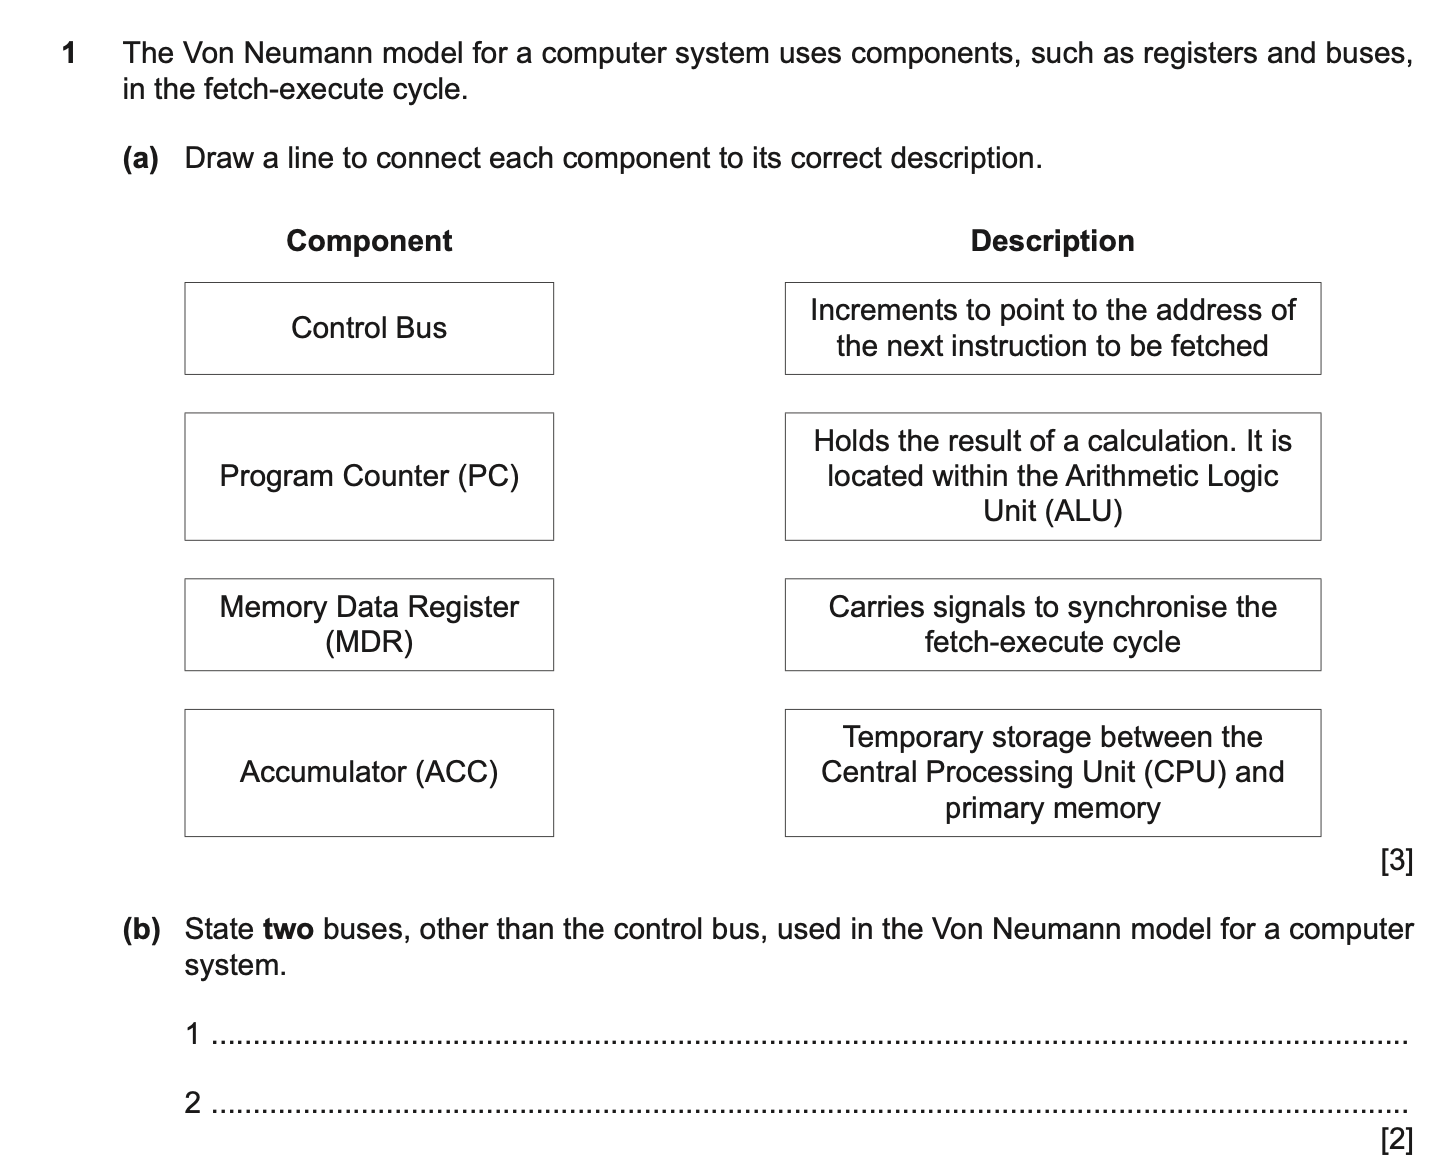 1 The Von Neumann model for a computer system uses components, such as registers and buses,
in the fetch-execute cycle.
(a) Draw a line to connect each component to its correct description.
Component Description
Control Bus
Increments to point to the address of
the next instruction to be fetched
Program Counter (PC)
Holds the result of a calculation. It is
located within the Arithmetic Logic
Unit (ALU)
Memory Data Register
(MDR)
Carries signals to synchronise the
fetch-execute cycle
Accumulator (ACC)
Temporary storage between the
Central Processing Unit (CPU) and
primary memory
[3]
(b) State two buses, other than the control bus, used in the Von Neumann model for a computer
system.
1 ................................................................................................................................................
2 ................................................................................................................................................
[2]